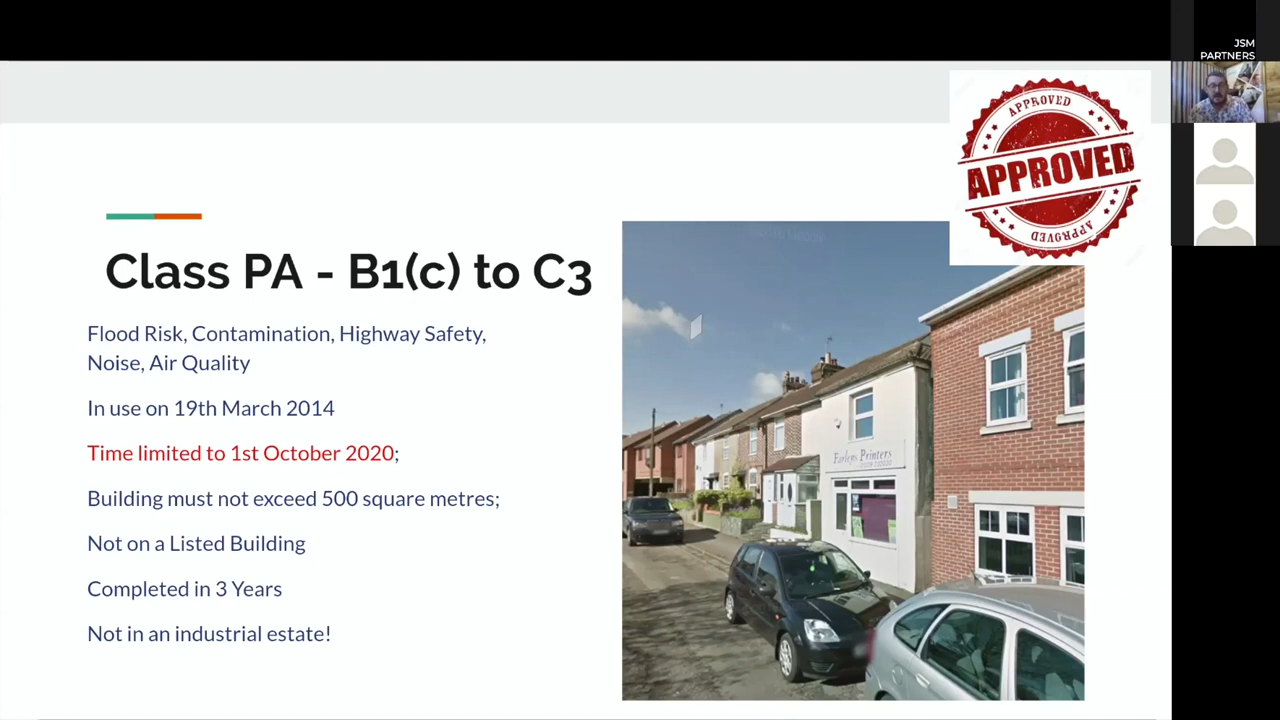 JSM
PARTNERS
APPROVED
APPROVED
APPROVED
Class PA - B1(c) to C3
Flood Risk, Contamination, Highway Safety,
Noise, Air Quality
In use on 19th March 2014
Time limited to 1st October 2020;
Building must not exceed 500 square metres;
Not on a Listed Building
Completed in 3 Years
Not in an industrial estate!
Farleys Printers